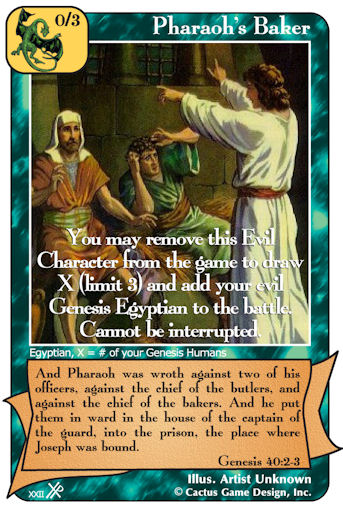 0/3
Pharaoh's Baker
You may remove this Evil
Character from the game to draw
X (limit 3) and add your evil
Genesis Egyptian to the battle.
Cannot be interrupted.
Egyptian, X = # of your Genesis Humans
And Pharaoh was wroth against two of his
officers, against the chief of the butlers, and
against the chief of the bakers. And he put
them in ward in the house of the captain of
the guard, into the prison, the place where
Joseph was bound.
Genesis 40:2-3
XXII
Illus. Artist Unknown
© Cactus Game Design, Inc.